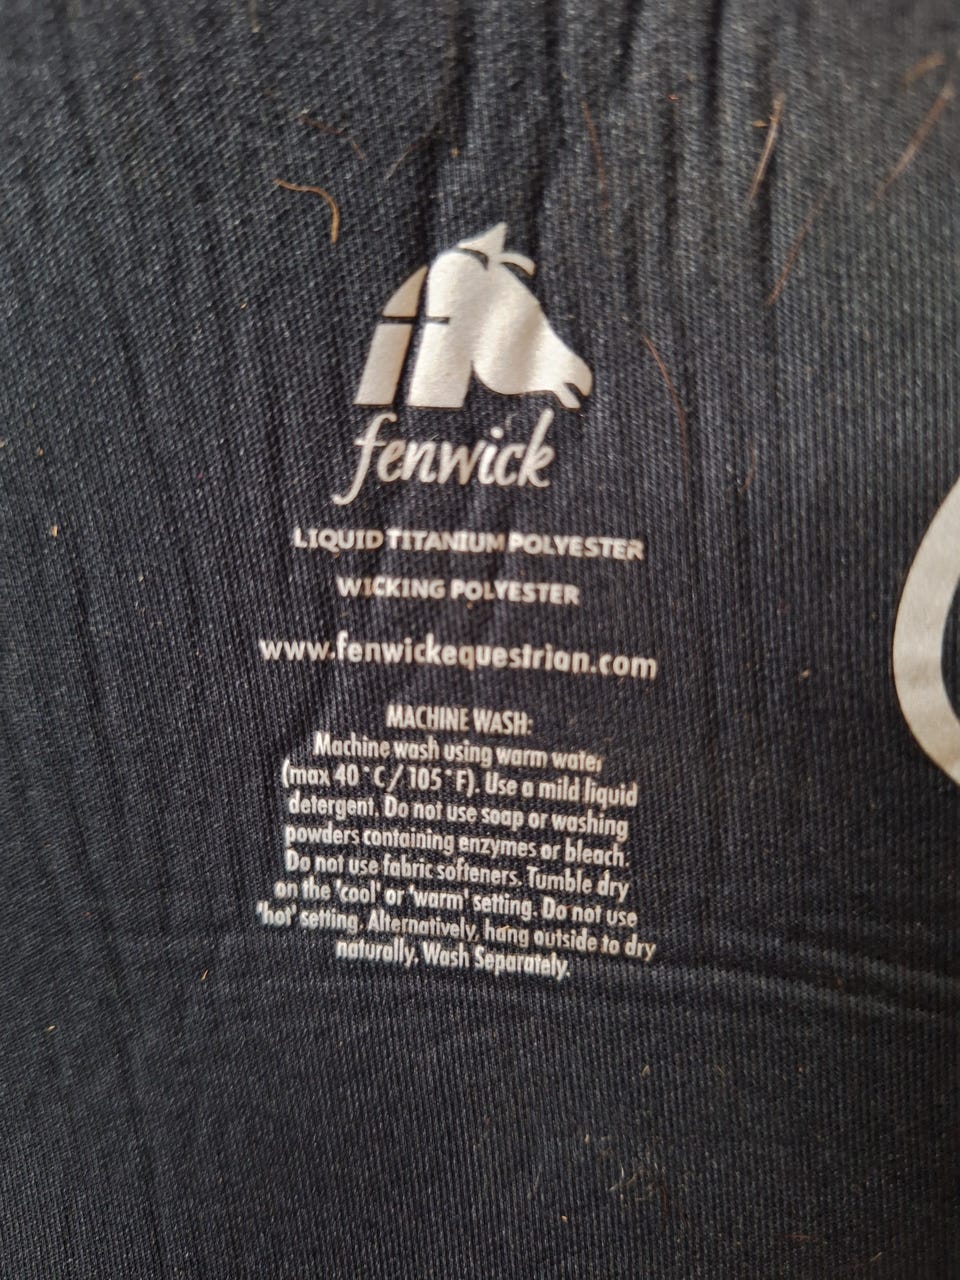 fenwick
LIQUID TITANIUM POLYESTER
WICKING POLYESTER
www.fenwickequestrian.com
MACHINE WASH:
Machine wash using warm water
(max 40°C/105°F). Use a mild liquid
detergent. Do not use soap or washing
powders containing enzymes or bleach.
Do not use fabric softeners. Tumble dry
on the 'cool' or 'warm' setting. Do not use
'hot' setting. Alternatively, hang outside to dry
naturally. Wash Separately.